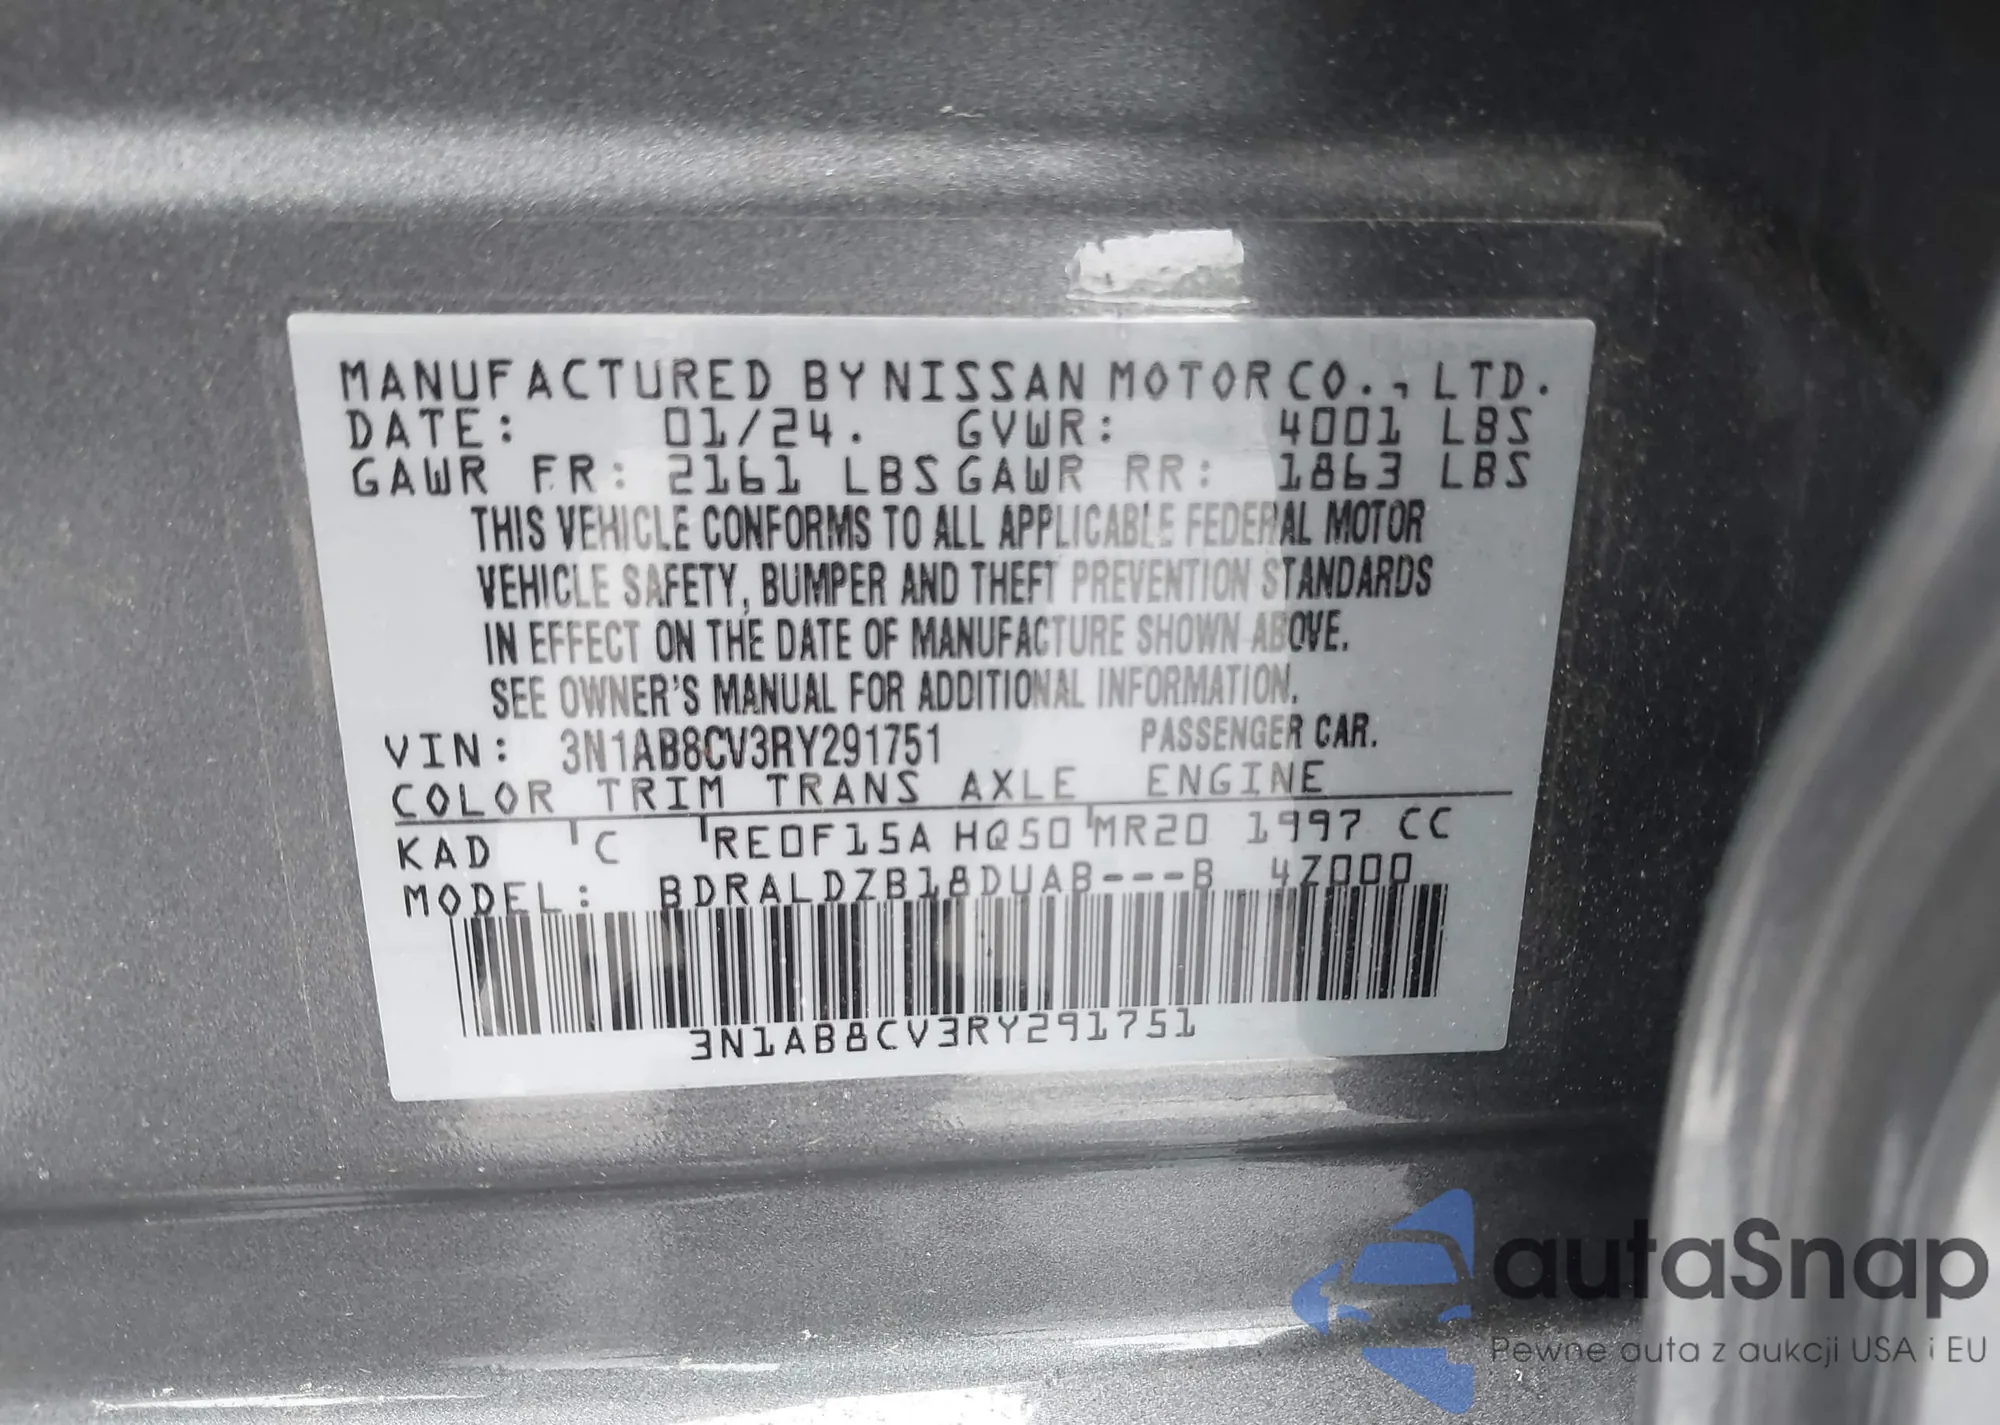 MANUFACTURED BY NISSAN MOTOR CO., LTD.
DATE: 01/24. GVWR: 4001 LBS
GAWR FR: 2161 LBS GAWR RR: 1863 LBS
THIS VEHICLE CONFORMS TO ALL APPLICABLE FEDERAL MOTOR
VEHICLE SAFETY, BUMPER AND THEFT PREVENTION STANDARDS
IN EFFECT ON THE DATE OF MANUFACTURE SHOWN ABOVE.
SEE OWNER'S MANUAL FOR ADDITIONAL INFORMATION.
VIN: 3N1AB8CV3RY291751 PASSENGER CAR.
COLOR TRIM TRANS AXLE ENGINE
KAD C RE0F15A HQ50 MR20 1997 CC
MODEL: BDRALDZB18DUAB---B 4Z000
3N1AB8CV3RY291751
autaSnap
Pewne auta z aukcji USA i EU